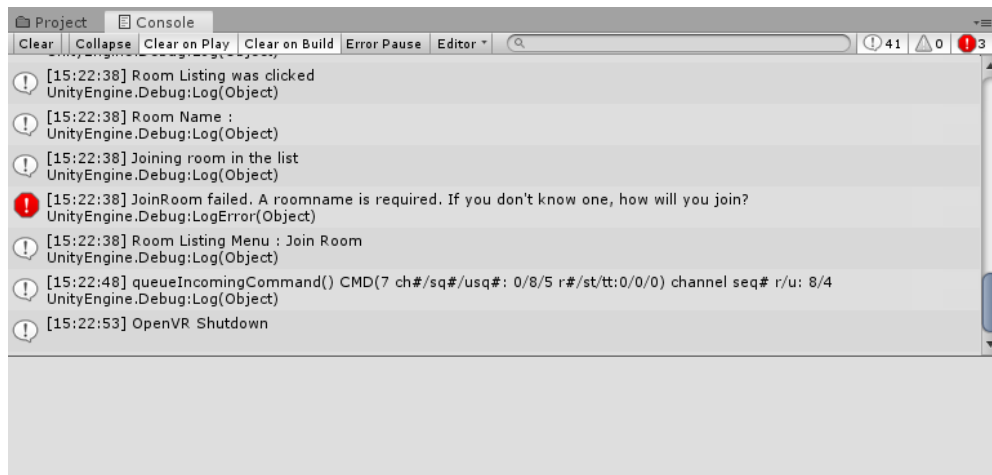 Project Console
Clear Collapse Clear on Play Clear on Build Error Pause Editor 41 0 3
UnityEngine.Debug:Log(Object)
[15:22:38] Room Listing was clicked
UnityEngine.Debug:Log(Object)
[15:22:38] Room Name :
UnityEngine.Debug:Log(Object)
[15:22:38] Joining room in the list
UnityEngine.Debug:Log(Object)
[15:22:38] JoinRoom failed. A roomname is required. If you don't know one, how will you join?
UnityEngine.Debug:LogError(Object)
[15:22:38] Room Listing Menu : Join Room
UnityEngine.Debug:Log(Object)
[15:22:48] queueIncomingCommand() CMD(7 ch#/sq#/usq#: 0/8/5 r#/st/tt:0/0/0) channel seq# r/u: 8/4
UnityEngine.Debug:Log(Object)
[15:22:53] OpenVR Shutdown